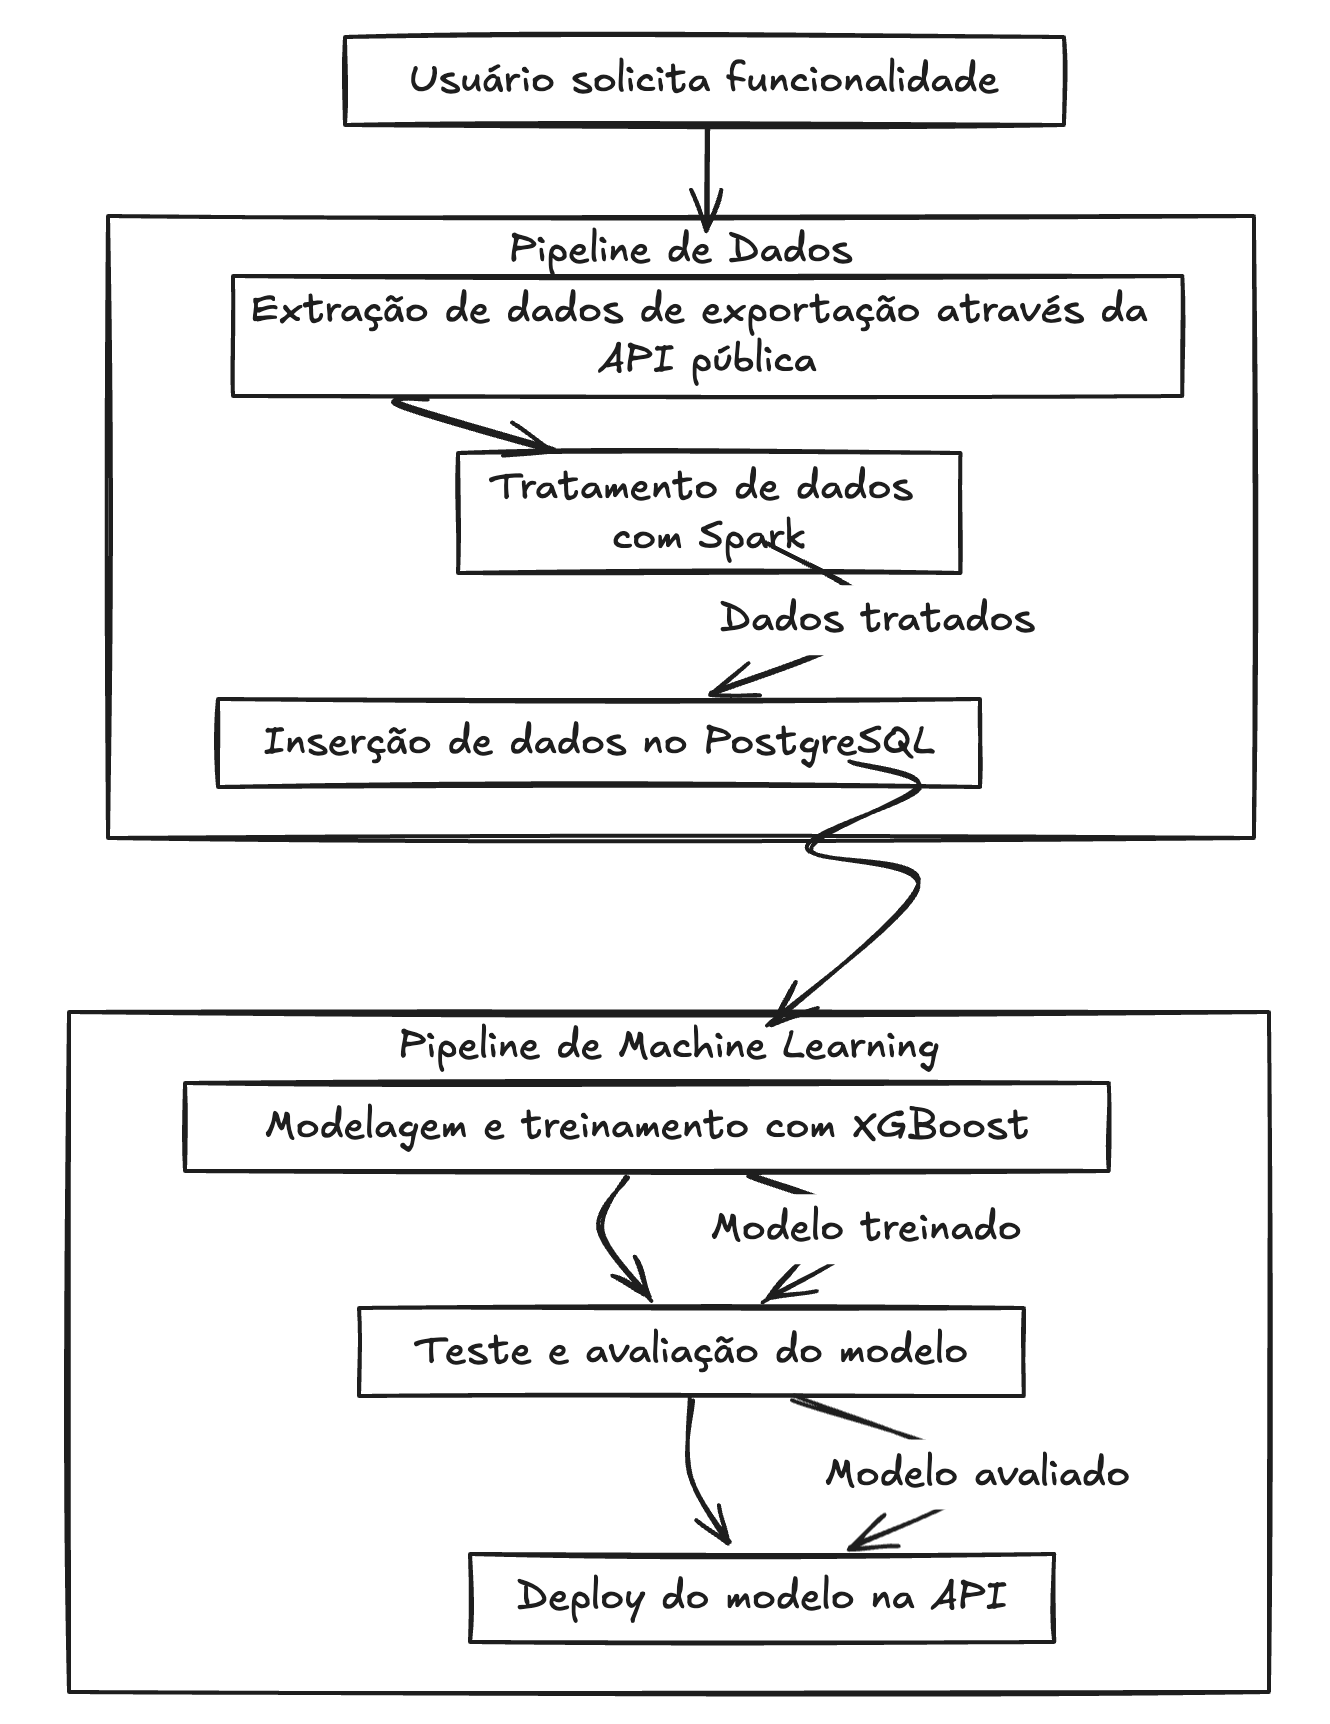 Usuário solicita funcionalidade
Pipeline de Dados
Extração de dados de exportação através da
API pública
Tratamento de dados
com Spark
Dados tratados
Inserção de dados no PostgreSQL
Pipeline de Machine Learning
Modelagem e treinamento com XGBoost
Modelo treinado
Teste e avaliação do modelo
Modelo avaliado
Deploy do modelo na API